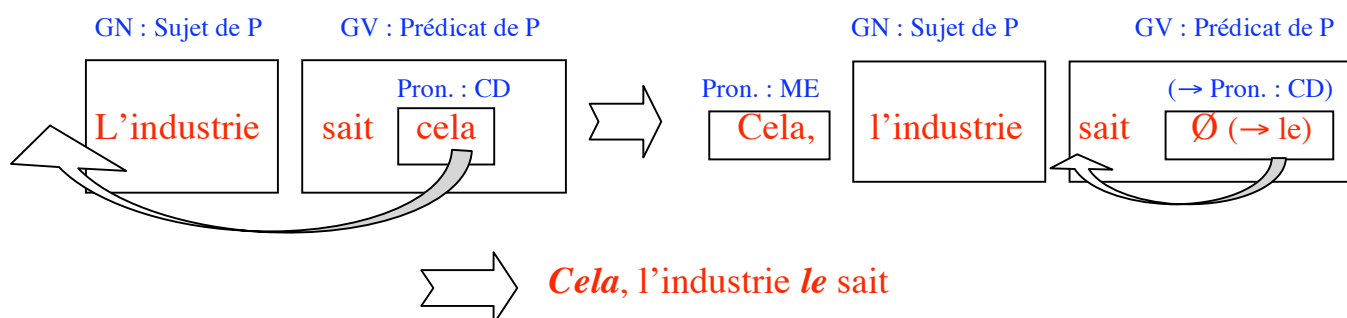 GN : Sujet de P GV : Prédicat de P GN : Sujet de P GV : Prédicat de P
Pron. : CD Pron. : ME (→ Pron. : CD)
L’industrie sait cela Cela, l’industrie sait Ø (→ le)
Cela, l’industrie le sait